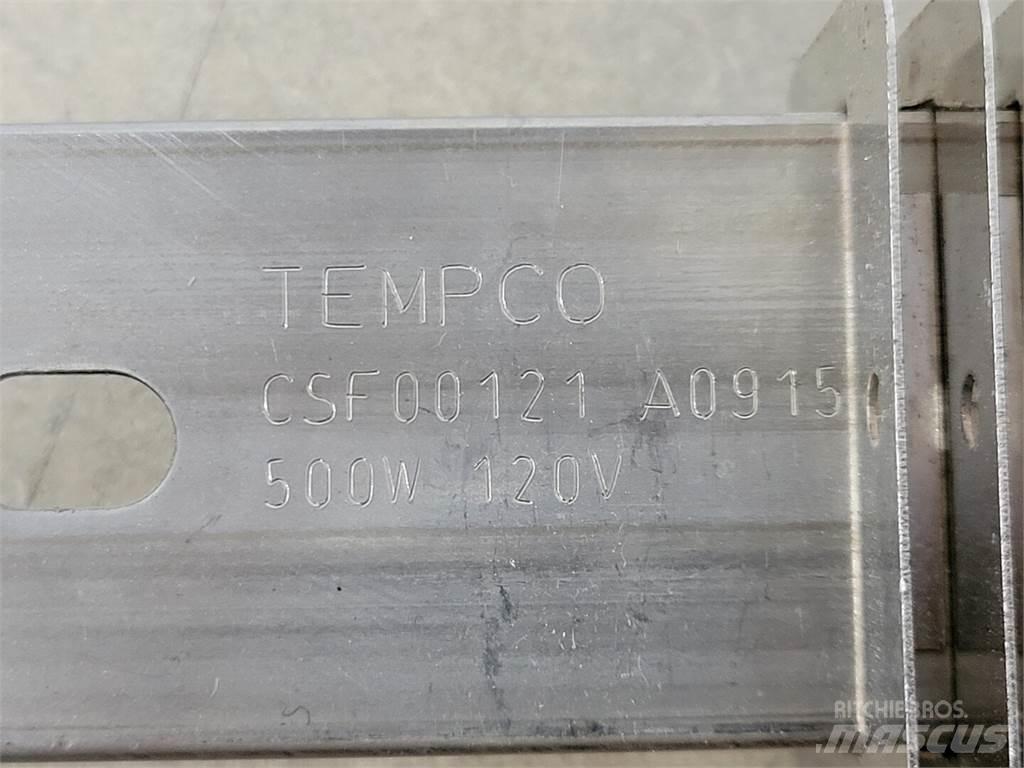 TEMPCO
CSF00121 A0915
500W 120V
RITCHIE BROS.
MASCUS